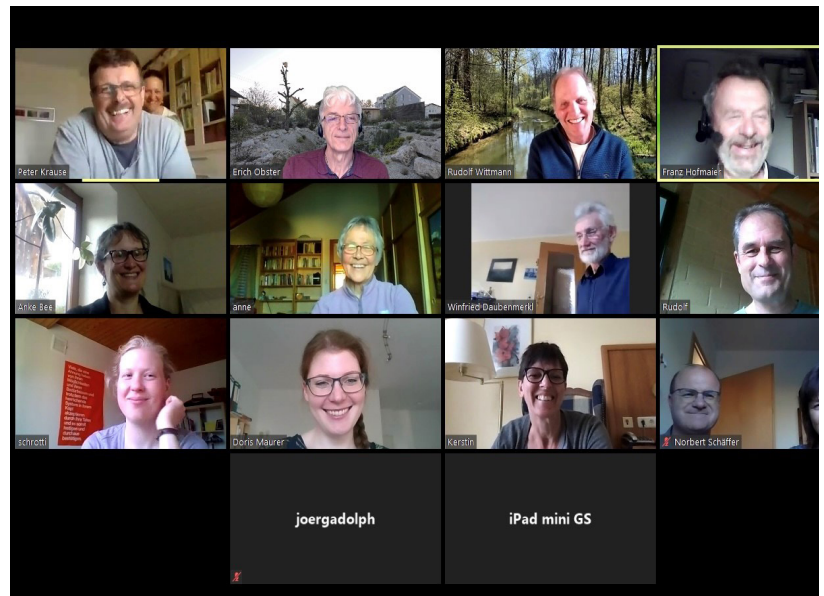 Peter Krause
Erich Obster
Rudolf Wittmann
Franz Hofmaier
Anke Bee
anne
Winfried Daubenmerkl
Rudolf
schrotti
Doris Maurer
Kerstin
Norbert Schäffer
joergadolph
iPad mini GS